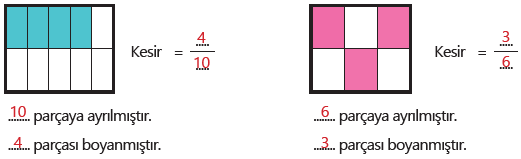 Kesir = 4/10
10 parçaya ayrılmıştır.
4 parçası boyanmıştır.
Kesir = 3/6
6 parçaya ayrılmıştır.
3 parçası boyanmıştır.